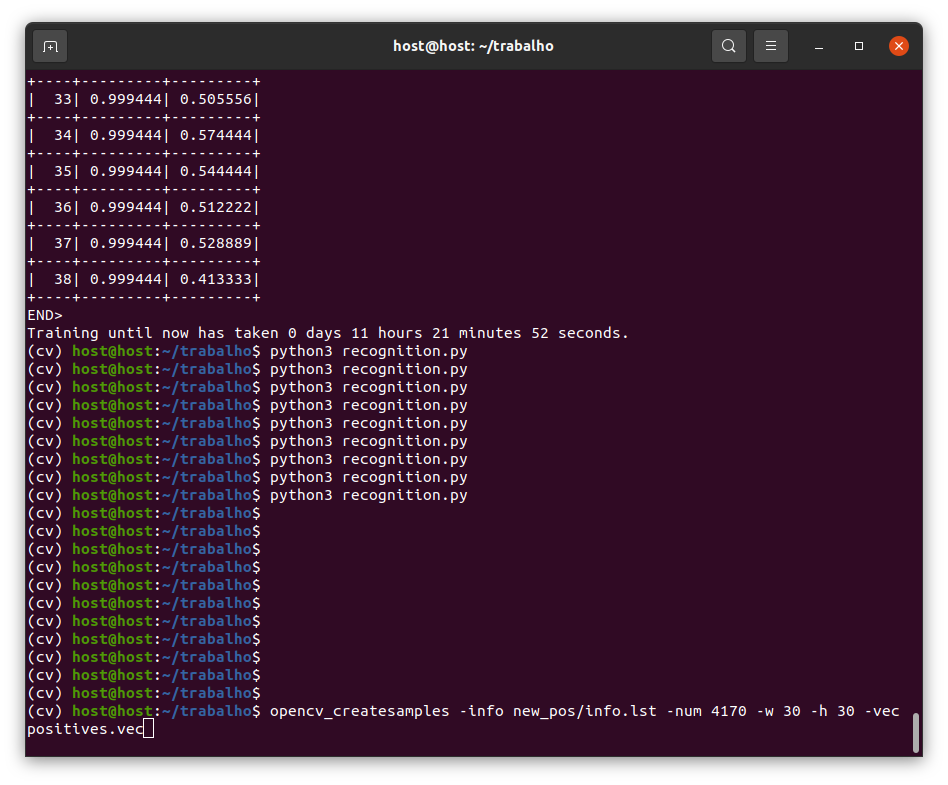 host@host: ~/trabalho
+----+---------+---------+
|  33| 0.999444| 0.505556|
+----+---------+---------+
|  34| 0.999444| 0.574444|
+----+---------+---------+
|  35| 0.999444| 0.544444|
+----+---------+---------+
|  36| 0.999444| 0.512222|
+----+---------+---------+
|  37| 0.999444| 0.528889|
+----+---------+---------+
|  38| 0.999444| 0.413333|
+----+---------+---------+
END>
Training until now has taken 0 days 11 hours 21 minutes 52 seconds.
(cv) host@host:~/trabalho$ python3 recognition.py
(cv) host@host:~/trabalho$ python3 recognition.py
(cv) host@host:~/trabalho$ python3 recognition.py
(cv) host@host:~/trabalho$ python3 recognition.py
(cv) host@host:~/trabalho$ python3 recognition.py
(cv) host@host:~/trabalho$ python3 recognition.py
(cv) host@host:~/trabalho$ python3 recognition.py
(cv) host@host:~/trabalho$ python3 recognition.py
(cv) host@host:~/trabalho$ python3 recognition.py
(cv) host@host:~/trabalho$
(cv) host@host:~/trabalho$
(cv) host@host:~/trabalho$
(cv) host@host:~/trabalho$
(cv) host@host:~/trabalho$
(cv) host@host:~/trabalho$
(cv) host@host:~/trabalho$
(cv) host@host:~/trabalho$
(cv) host@host:~/trabalho$
(cv) host@host:~/trabalho$
(cv) host@host:~/trabalho$
(cv) host@host:~/trabalho$ opencv_createsamples -info new_pos/info.lst -num 4170 -w 30 -h 30 -vec
positives.vec